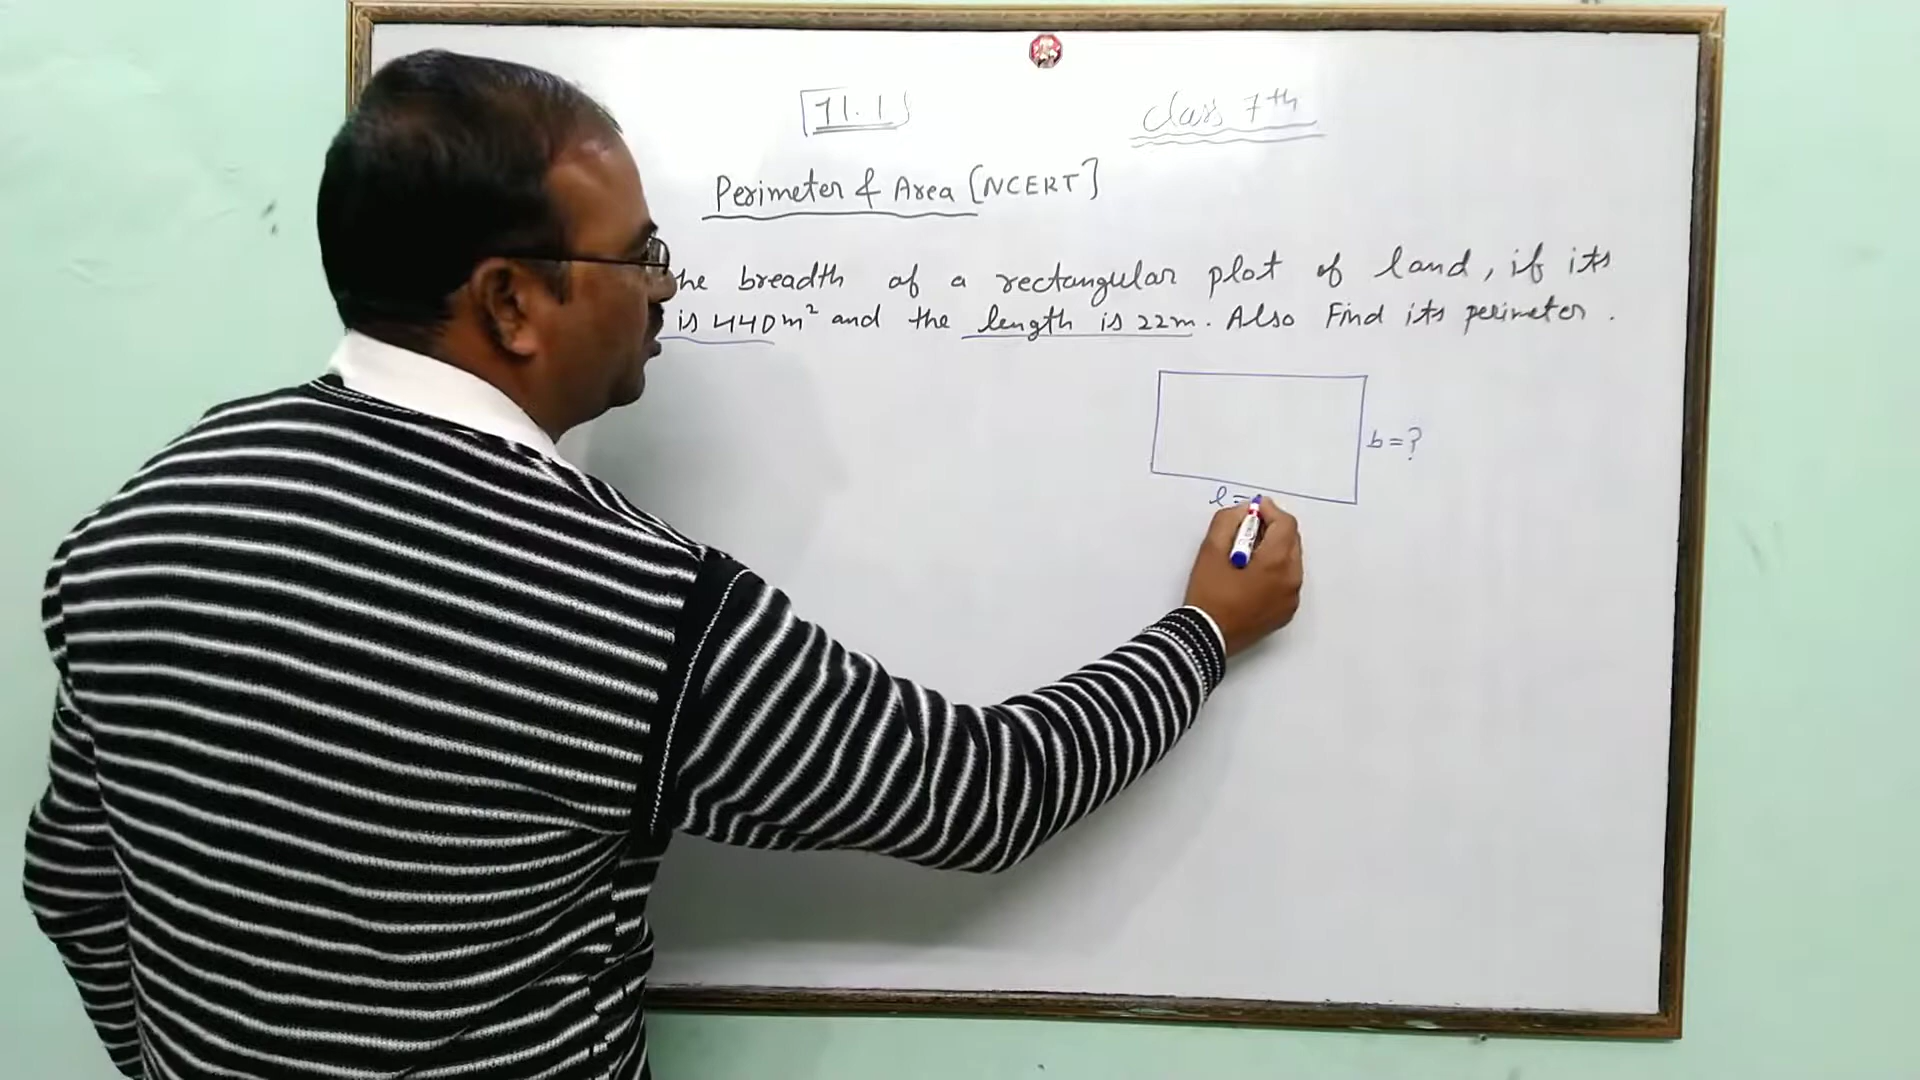 11.1
Class 7th
Perimeter & Area [NCERT]
the breadth of a rectangular plot of land, if its
is 440m² and the length is 22m. Also Find its perimeter.
b=?
l=